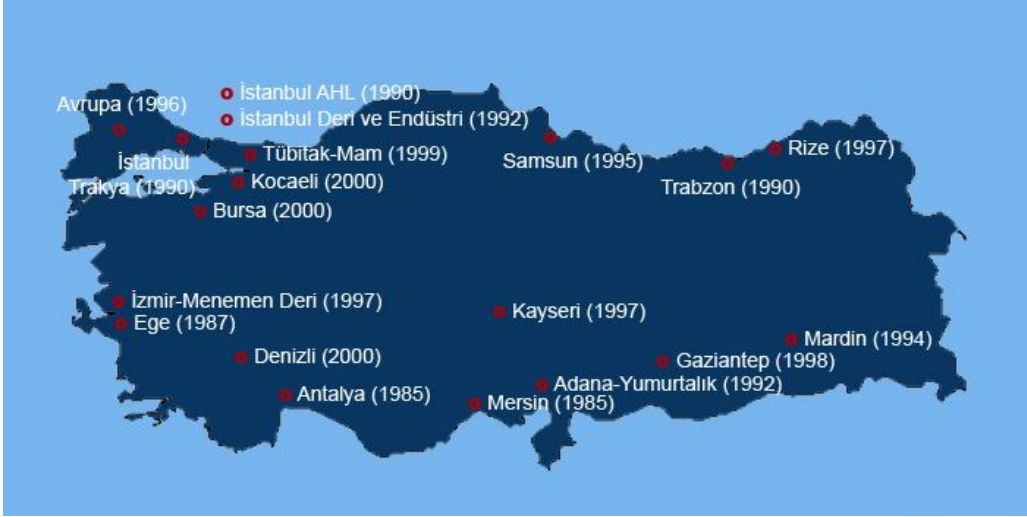 İstanbul AHL (1990)
Avrupa (1996)
İstanbul Deri ve Endüstri (1992)
İstanbul
Trakya (1990)
Tübitak-Mam (1999)
Kocaeli (2000)
Bursa (2000)
Samsun (1995)
Rize (1997)
Trabzon (1990)
İzmir-Menemen Deri (1997)
Ege (1987)
Kayseri (1997)
Denizli (2000)
Mardin (1994)
Gaziantep (1998)
Adana-Yumurtalık (1992)
Antalya (1985)
Mersin (1985)